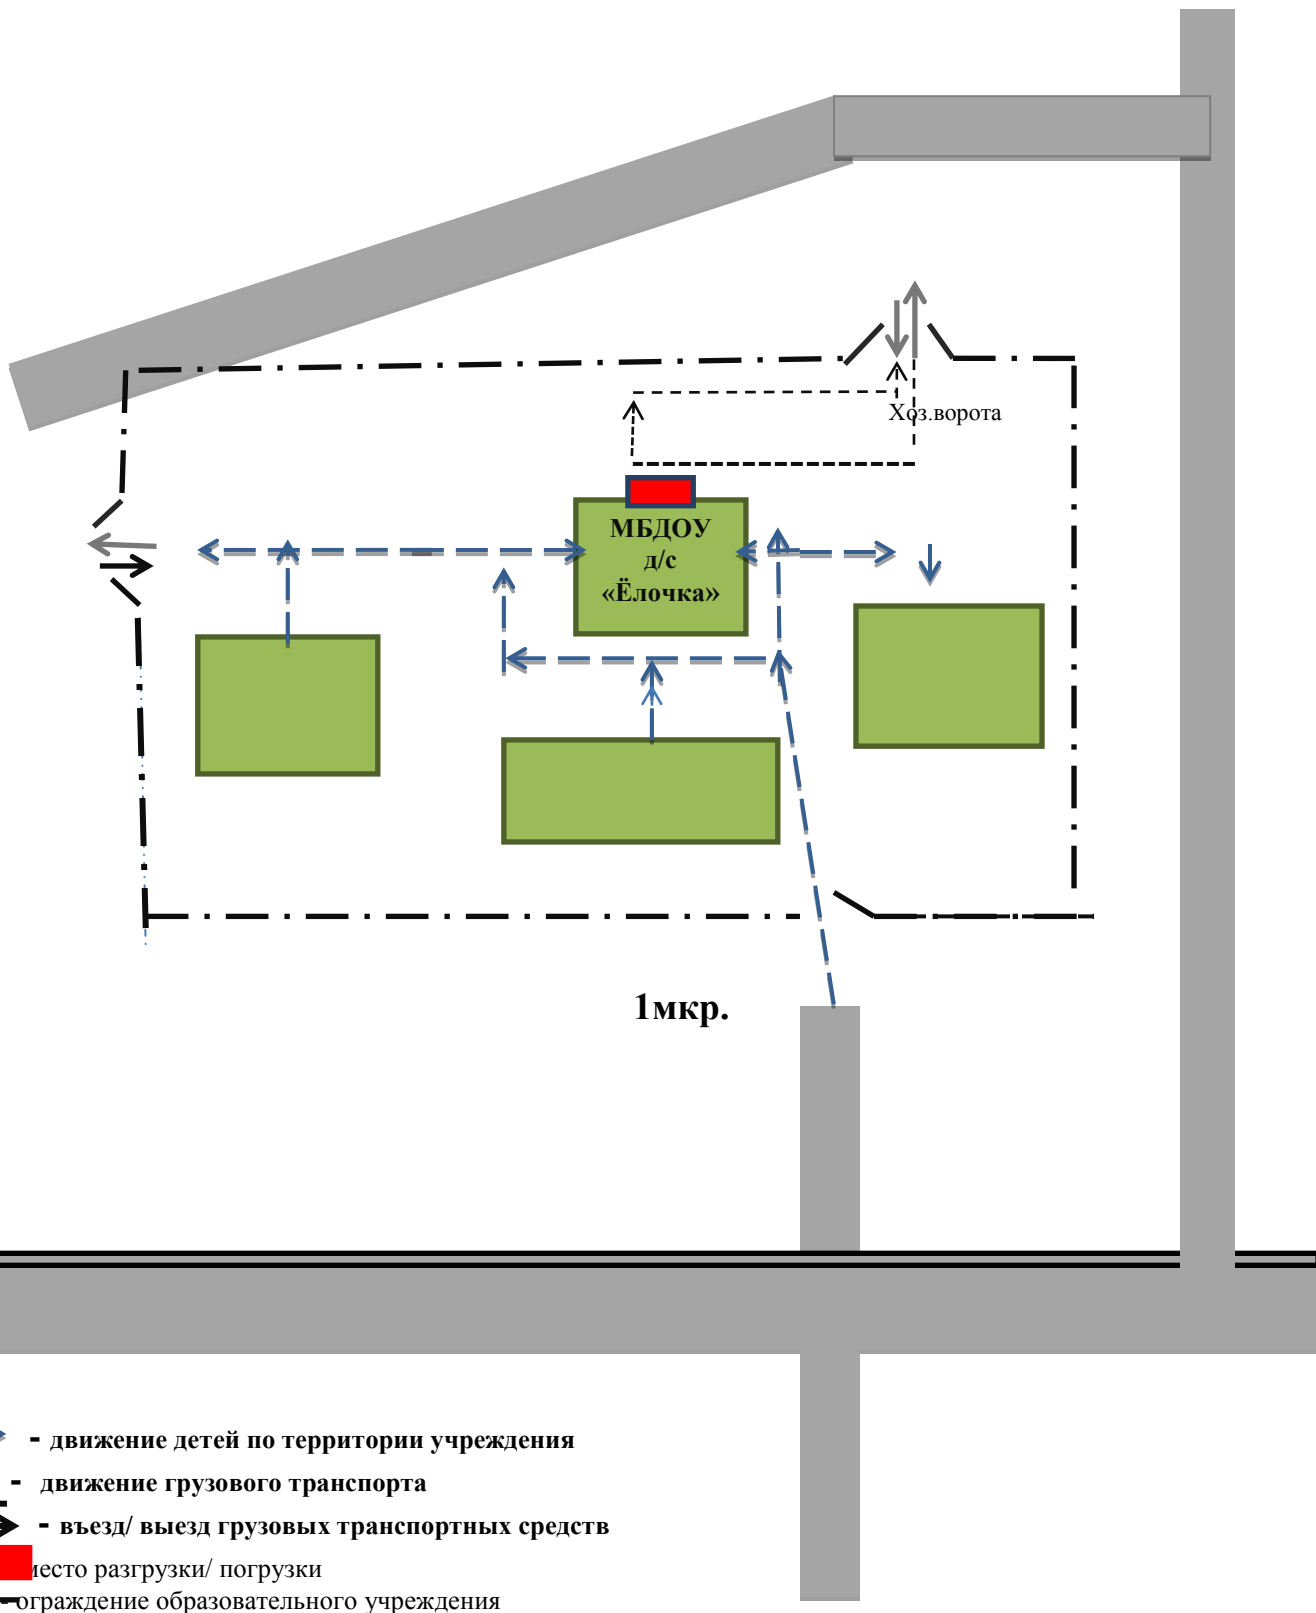 Хоз.ворота
МБДОУ
д/с
«Ёлочка»
1мкр.
- движение детей по территории учреждения
- движение грузового транспорта
- въезд/ выезд грузовых транспортных средств
место разгрузки/ погрузки
-ограждение образовательного учреждения